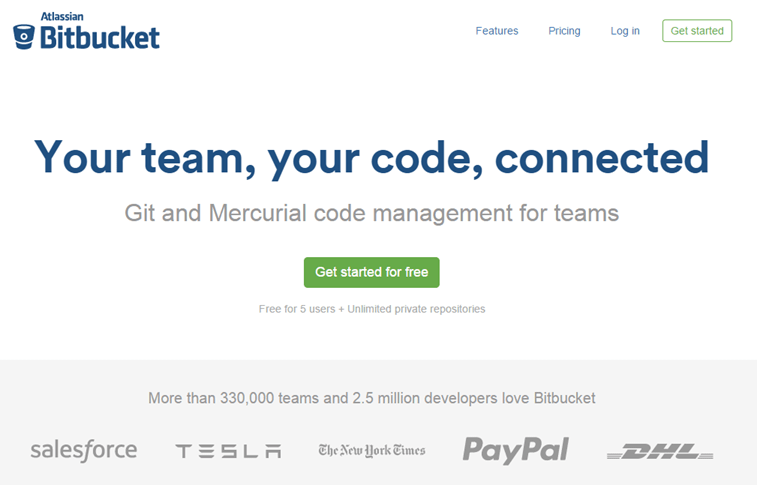 Atlassian
Bitbucket
Features Pricing Log in Get started
Your team, your code, connected
Git and Mercurial code management for teams
Get started for free
Free for 5 users + Unlimited private repositories
More than 330,000 teams and 2.5 million developers love Bitbucket
salesforce TESLA The New York Times PayPal DHL